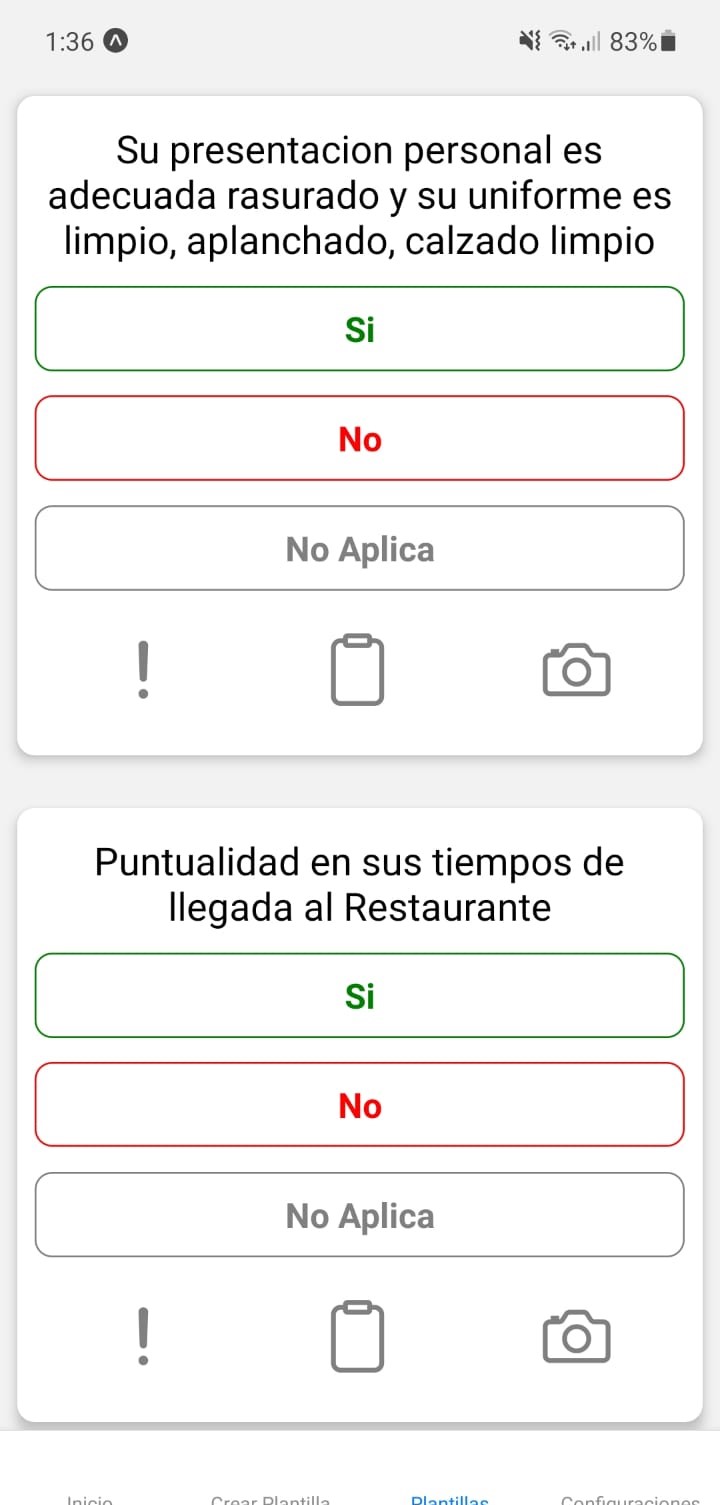 1:36
83%
Su presentacion personal es
adecuada rasurado y su uniforme es
limpio, aplanchado, calzado limpio
Si
No
No Aplica
Puntualidad en sus tiempos de
llegada al Restaurante
Si
No
No Aplica
Inicio Crear Plantilla Plantillas Configuraciones